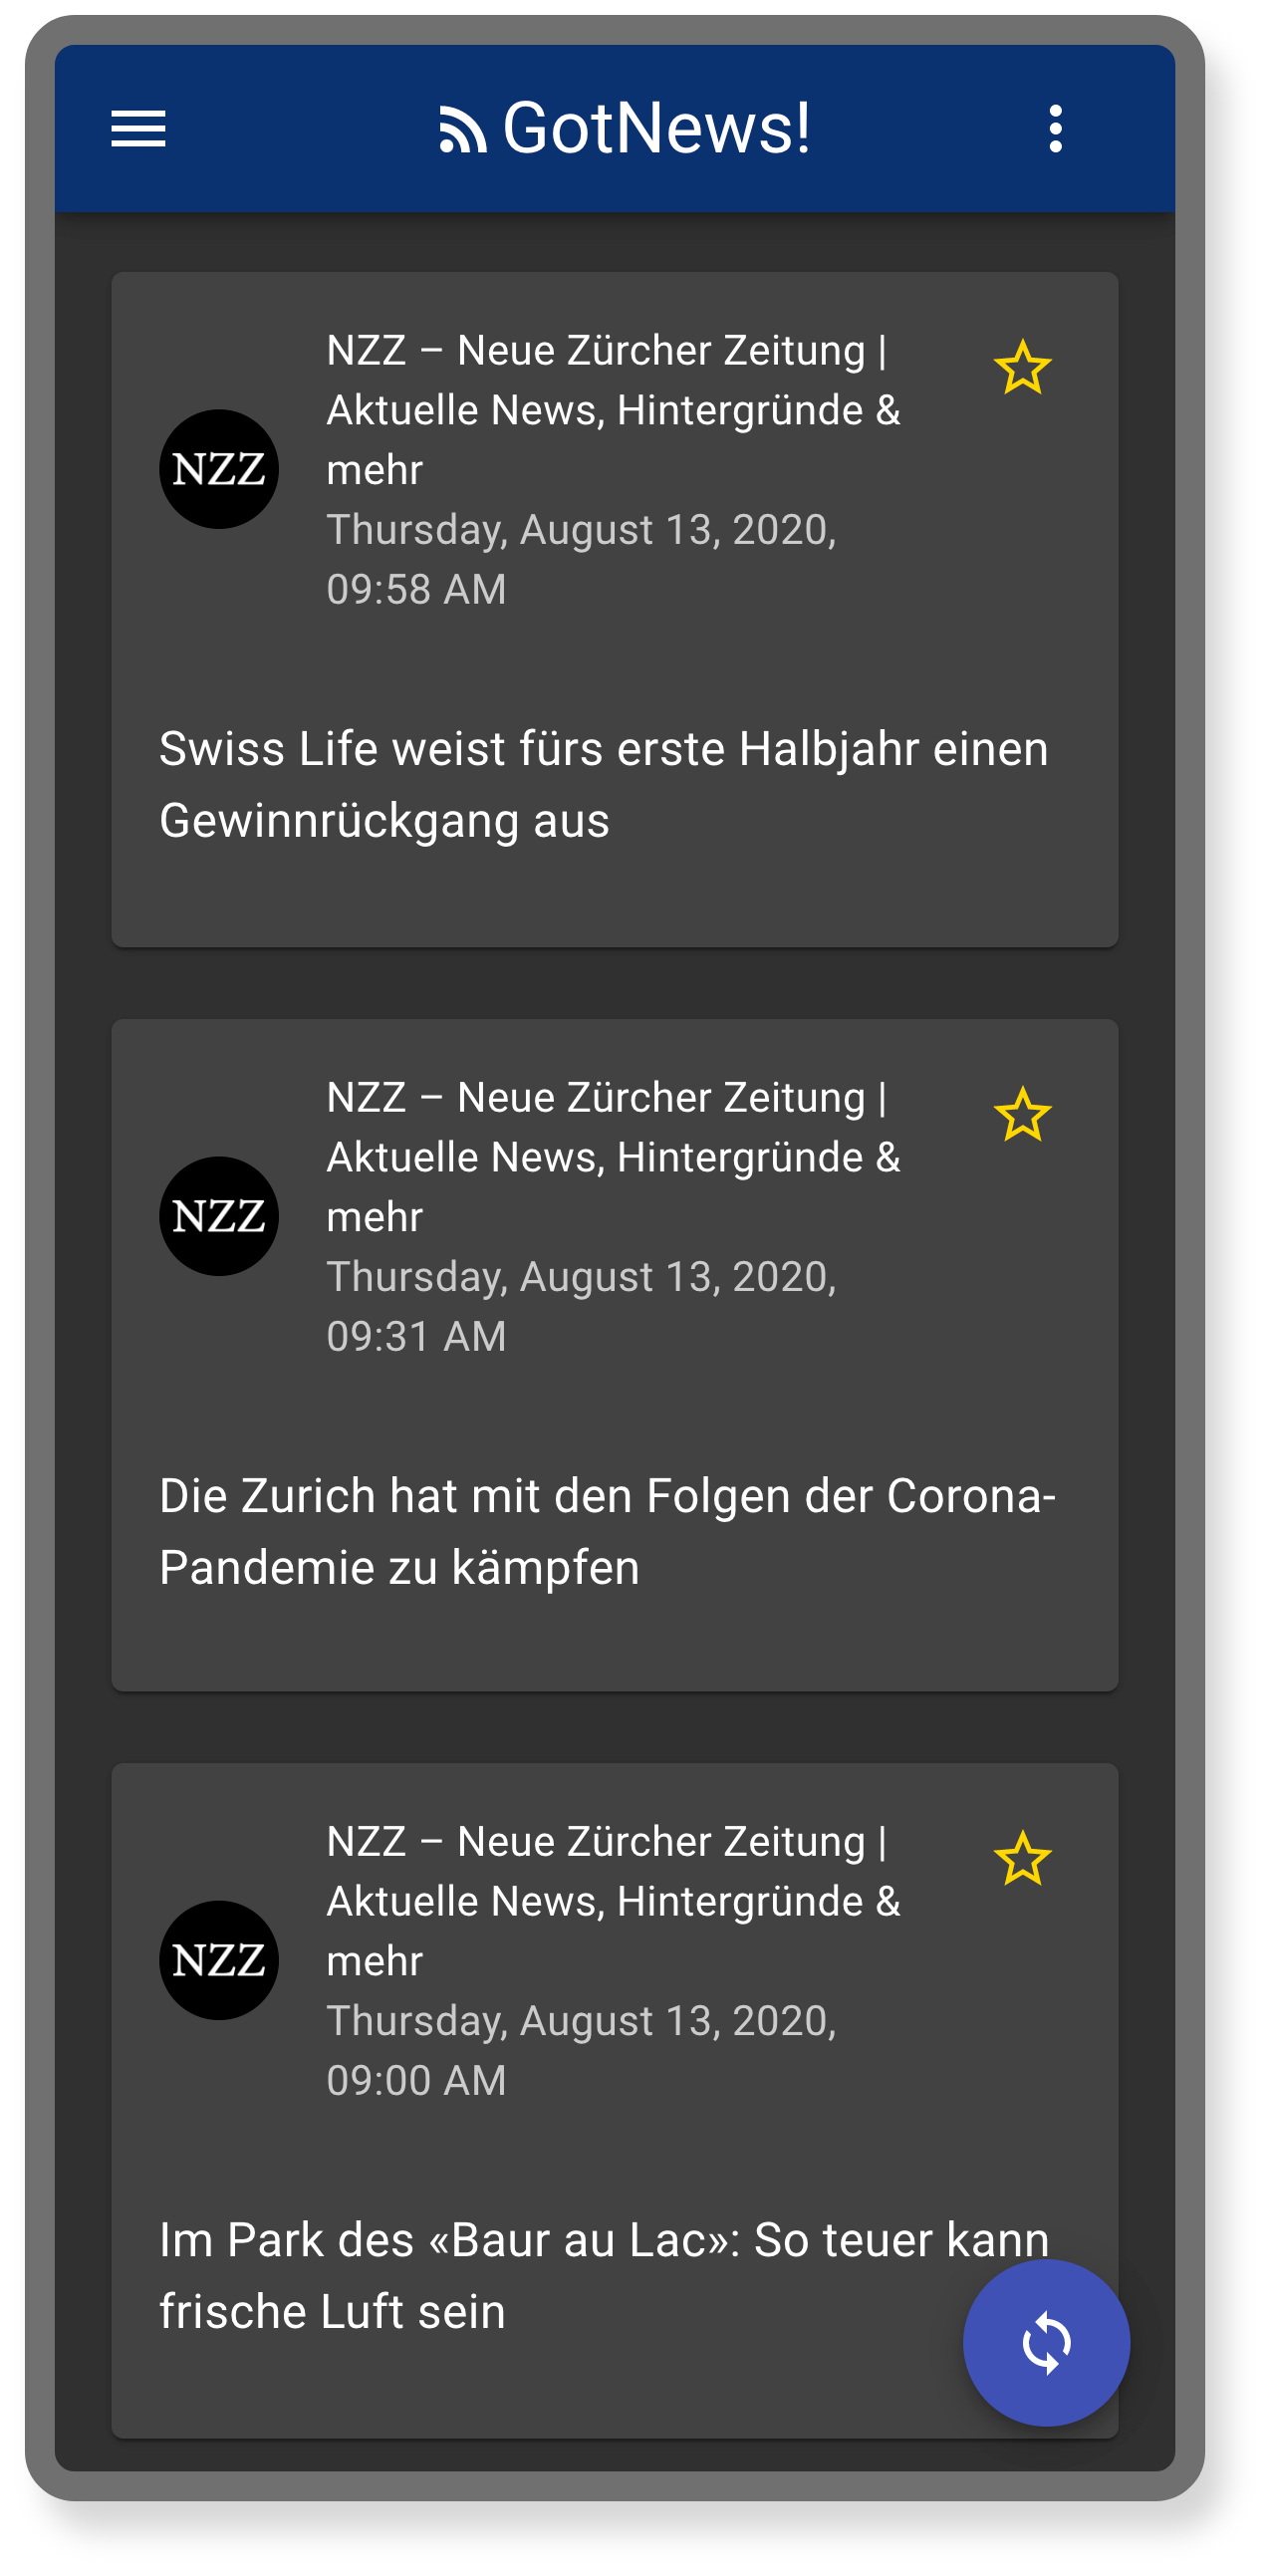 GotNews!
NZZ – Neue Zürcher Zeitung |
Aktuelle News, Hintergründe &
mehr
NZZ
Thursday, August 13, 2020,
09:58 AM
Swiss Life weist fürs erste Halbjahr einen
Gewinnrückgang aus
NZZ – Neue Zürcher Zeitung |
Aktuelle News, Hintergründe &
mehr
NZZ
Thursday, August 13, 2020,
09:31 AM
Die Zurich hat mit den Folgen der Corona-
Pandemie zu kämpfen
NZZ – Neue Zürcher Zeitung |
Aktuelle News, Hintergründe &
mehr
NZZ
Thursday, August 13, 2020,
09:00 AM
Im Park des «Baur au Lac»: So teuer kann
frische Luft sein